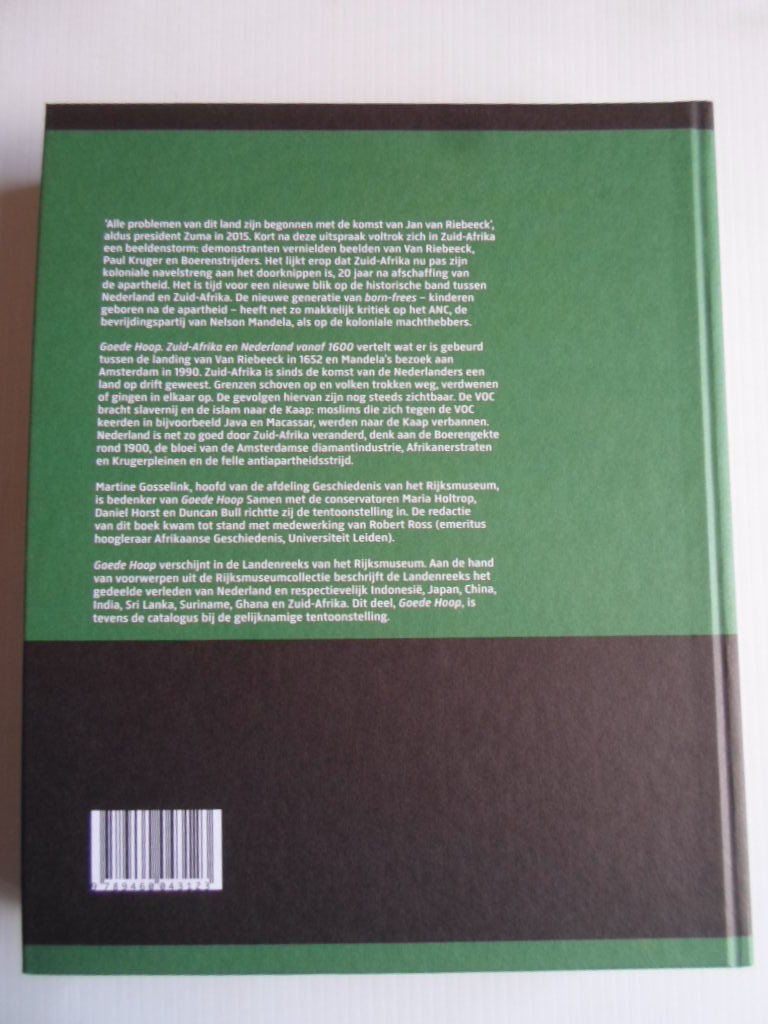 'Alle problemen van dit land zijn begonnen met de komst van Jan van Riebeeck',
aldus president Zuma in 2015. Kort na deze uitspraak voltrok zich in Zuid-Afrika
een beeldenstorm: demonstranten vernielden beelden van Van Riebeeck,
Paul Kruger en Boerenstrijders. Het lijkt erop dat Zuid-Afrika nu pas zijn
koloniale navelstreng aan het doorknippen is, 20 jaar na afschaffing van
de apartheid. Het is tijd voor een nieuwe blik op de historische band tussen
Nederland en Zuid-Afrika. De nieuwe generatie van born-frees – kinderen
geboren na de apartheid – heeft net zo makkelijk kritiek op het ANC, de
bevrijdingspartij van Nelson Mandela, als op de koloniale machthebbers.
Goede Hoop. Zuid-Afrika en Nederland vanaf 1600 vertelt wat er is gebeurd
tussen de landing van Van Riebeeck in 1652 en Mandela's bezoek aan
Amsterdam in 1990. Zuid-Afrika is sinds de komst van de Nederlanders een
land op drift geweest. Grenzen schoven op en volken trokken weg, verdwenen
of gingen in elkaar op. De gevolgen hiervan zijn nog steeds zichtbaar. De VOC
bracht slavernij en de islam naar de Kaap: moslims die zich tegen de VOC
keerden in bijvoorbeeld Java en Macassar, werden naar de Kaap verbannen.
Nederland is net zo goed door Zuid-Afrika veranderd, denk aan de Boerengekte
rond 1900, de bloei van de Amsterdamse diamantindustrie, Afrikanerstraten
en Krugerpleinen en de felle antiapartheidsstrijd.
Martine Gosselink, hoofd van de afdeling Geschiedenis van het Rijksmuseum,
is bedenker van Goede Hoop Samen met de conservatoren Maria Holtrop,
Daniel Horst en Duncan Bull richtte zij de tentoonstelling in. De redactie
van dit boek kwam tot stand met medewerking van Robert Ross (emeritus
hoogleraar Afrikaanse Geschiedenis, Universiteit Leiden).
Goede Hoop verschijnt in de Landenreeks van het Rijksmuseum. Aan de hand
van voorwerpen uit de Rijksmuseumcollectie beschrijft de Landenreeks het
gedeelde verleden van Nederland en respectievelijk Indonesië, Japan, China,
India, Sri Lanka, Suriname, Ghana en Zuid-Afrika. Dit deel, Goede Hoop, is
tevens de catalogus bij de gelijknamige tentoonstelling.
9 789460 043123